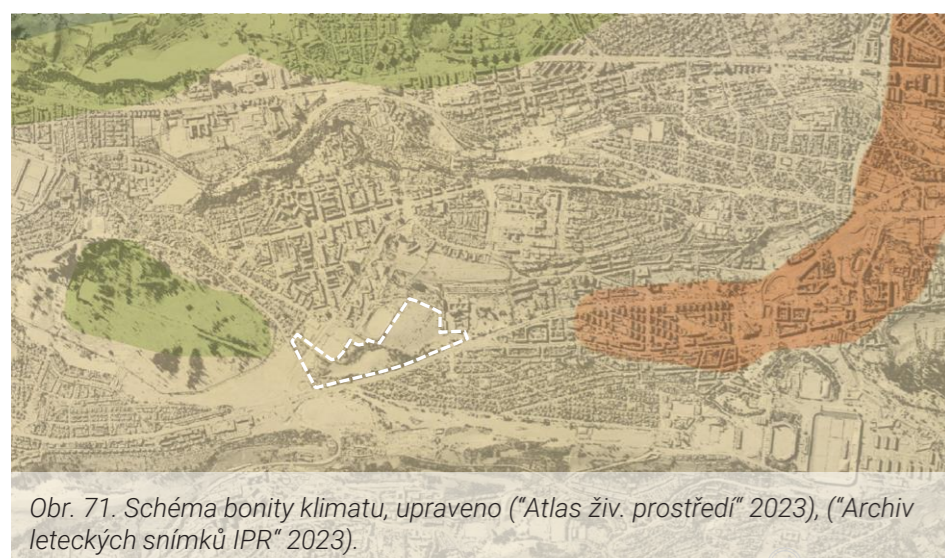 Obr. 71. Schéma bonity klimatu, upraveno (“Atlas živ. prostředí“ 2023), (“Archiv
leteckých snímků IPR“ 2023).